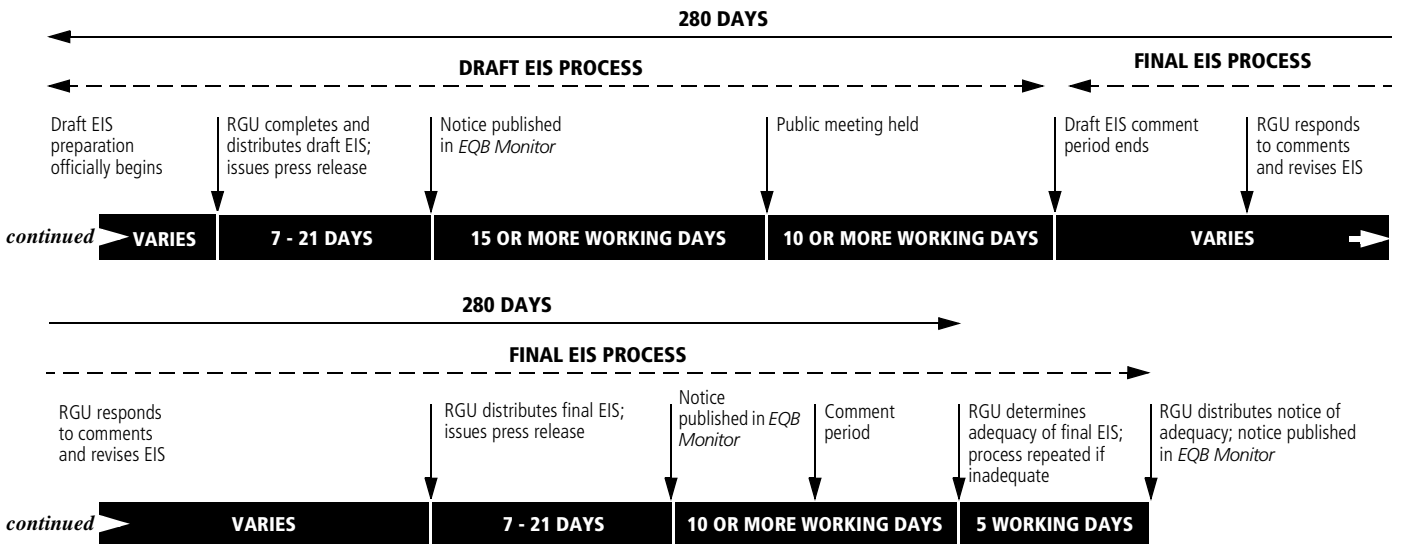 280 DAYS
DRAFT EIS PROCESS
FINAL EIS PROCESS
Draft EIS
preparation
officially begins
RGU completes and
distributes draft EIS;
issues press release
Notice published
in EQB Monitor
Public meeting held
Draft EIS comment
period ends
RGU responds
to comments
and revises EIS
continued
VARIES
7 - 21 DAYS
15 OR MORE WORKING DAYS
10 OR MORE WORKING DAYS
VARIES
280 DAYS
FINAL EIS PROCESS
RGU responds
to comments
and revises EIS
RGU distributes final EIS;
issues press release
Notice
published in EQB
Monitor
Comment
period
RGU determines
adequacy of final EIS;
process repeated if
inadequate
RGU distributes notice of
adequacy; notice published
in EQB Monitor
continued
VARIES
7 - 21 DAYS
10 OR MORE WORKING DAYS
5 WORKING DAYS